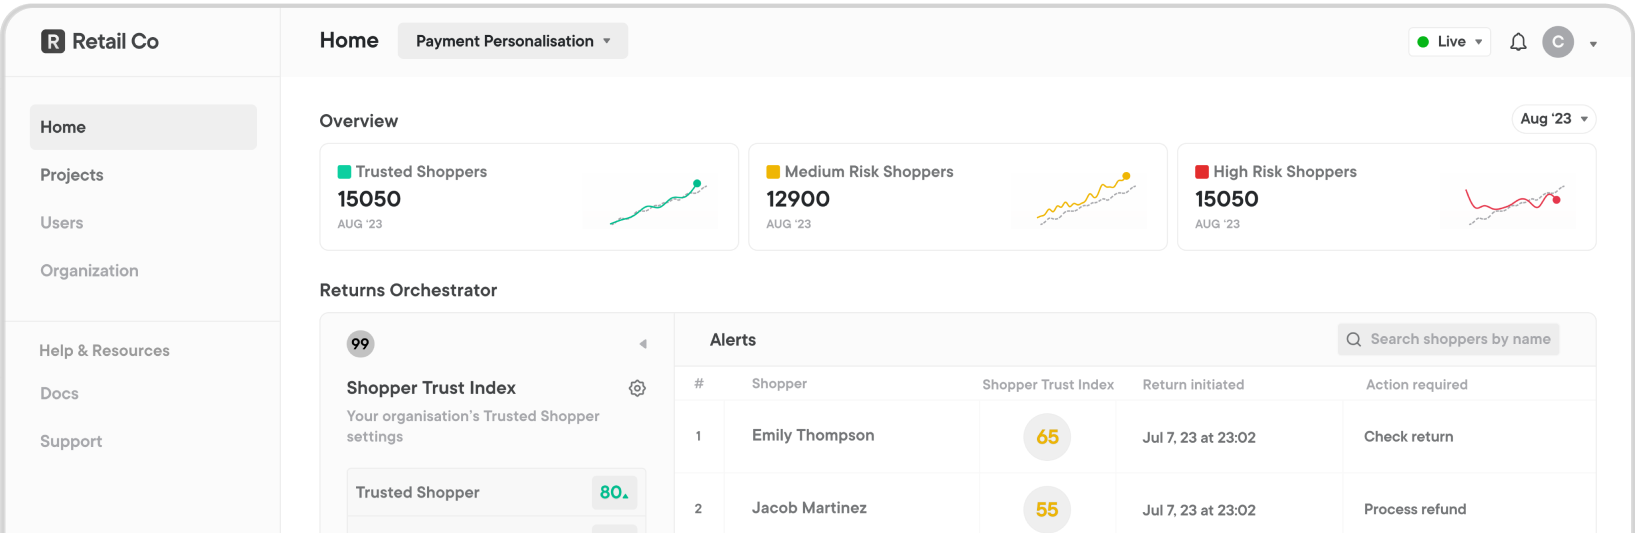 R Retail Co
Home
Payment Personalisation
Live
C
Home
Projects
Users
Organization
Help & Resources
Docs
Support
Overview
Aug ‘23
Trusted Shoppers
15050
AUG ‘23
Medium Risk Shoppers
12900
AUG ‘23
High Risk Shoppers
15050
AUG ‘23
Returns Orchestrator
99
Shopper Trust Index
Your organisation’s Trusted Shopper
settings
Trusted Shopper 80
Alerts
Search shoppers by name
# Shopper Shopper Trust Index Return initiated Action required
1 Emily Thompson 65 Jul 7, 23 at 23:02 Check return
2 Jacob Martinez 55 Jul 7, 23 at 23:02 Process refund